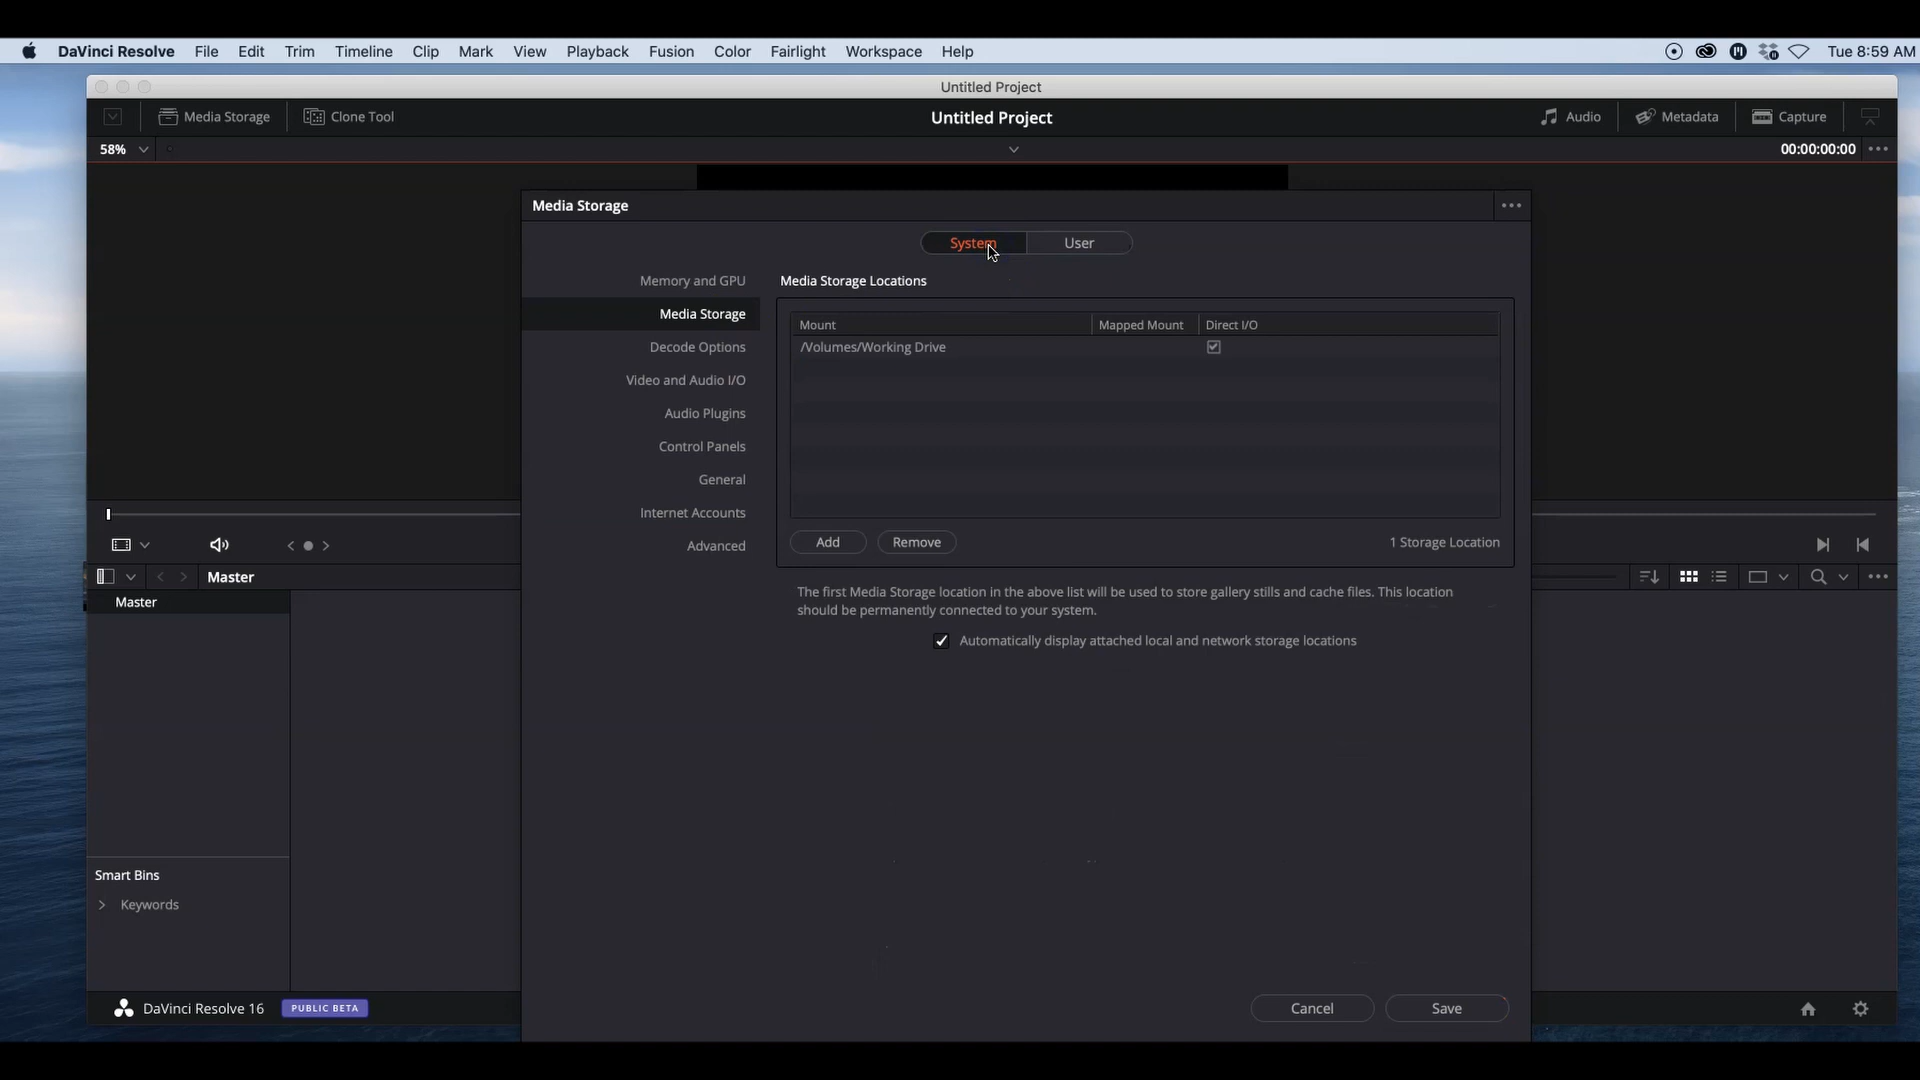 DaVinci Resolve File Edit Trim Timeline Clip Mark View Playback Fusion Color Fairlight Workspace Help Tue 8:59 AM
Untitled Project
Media Storage Clone Tool Untitled Project Audio Metadata Capture
58% 00:00:00:00
Media Storage
System User
Memory and GPU
Media Storage
Decode Options
Video and Audio I/O
Audio Plugins
Control Panels
General
Internet Accounts
Advanced
Media Storage Locations
Mount Mapped Mount Direct I/O
/Volumes/Working Drive
Add Remove 1 Storage Location
The first Media Storage location in the above list will be used to store gallery stills and cache files. This location
should be permanently connected to your system.
Automatically display attached local and network storage locations
Master
Master
Smart Bins
Keywords
Cancel Save
DaVinci Resolve 16 PUBLIC BETA